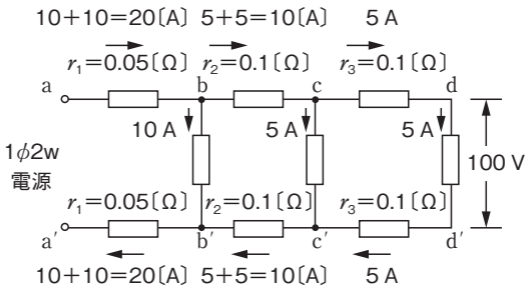 10+10=20〔A〕 5+5=10〔A〕 5 A
r₁=0.05〔Ω〕 r₂=0.1〔Ω〕 r₃=0.1〔Ω〕
a b c d
10 A 5 A 5 A
1ϕ2w
電源
100 V
r₁=0.05〔Ω〕 r₂=0.1〔Ω〕 r₃=0.1〔Ω〕
a′ b′ c′ d′
10+10=20〔A〕 5+5=10〔A〕 5 A